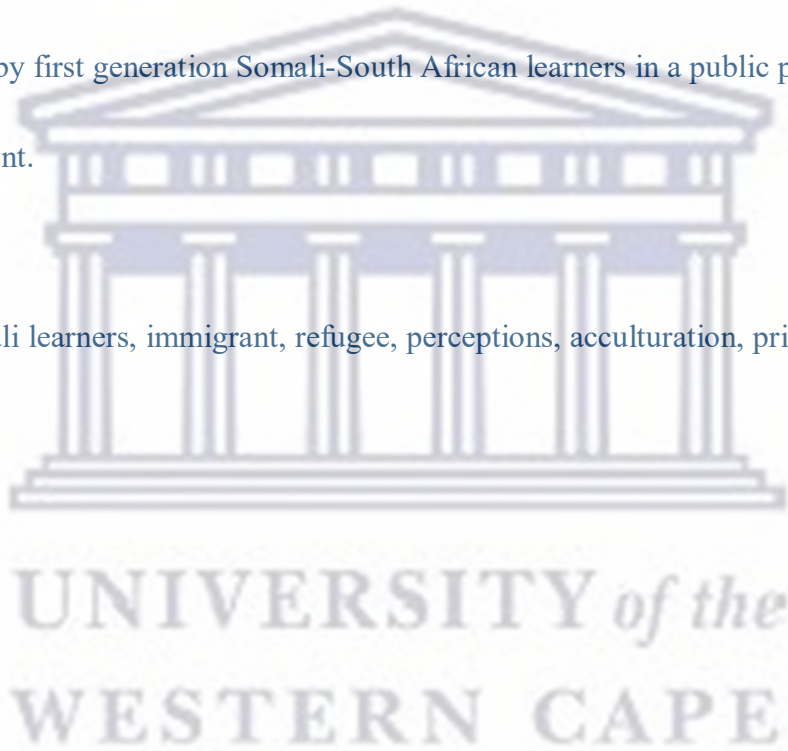 by first generation Somali-South African learners in a public p
nt.
li learners, immigrant, refugee, perceptions, acculturation, pri
UNIVERSITY of the
WESTERN CAPE